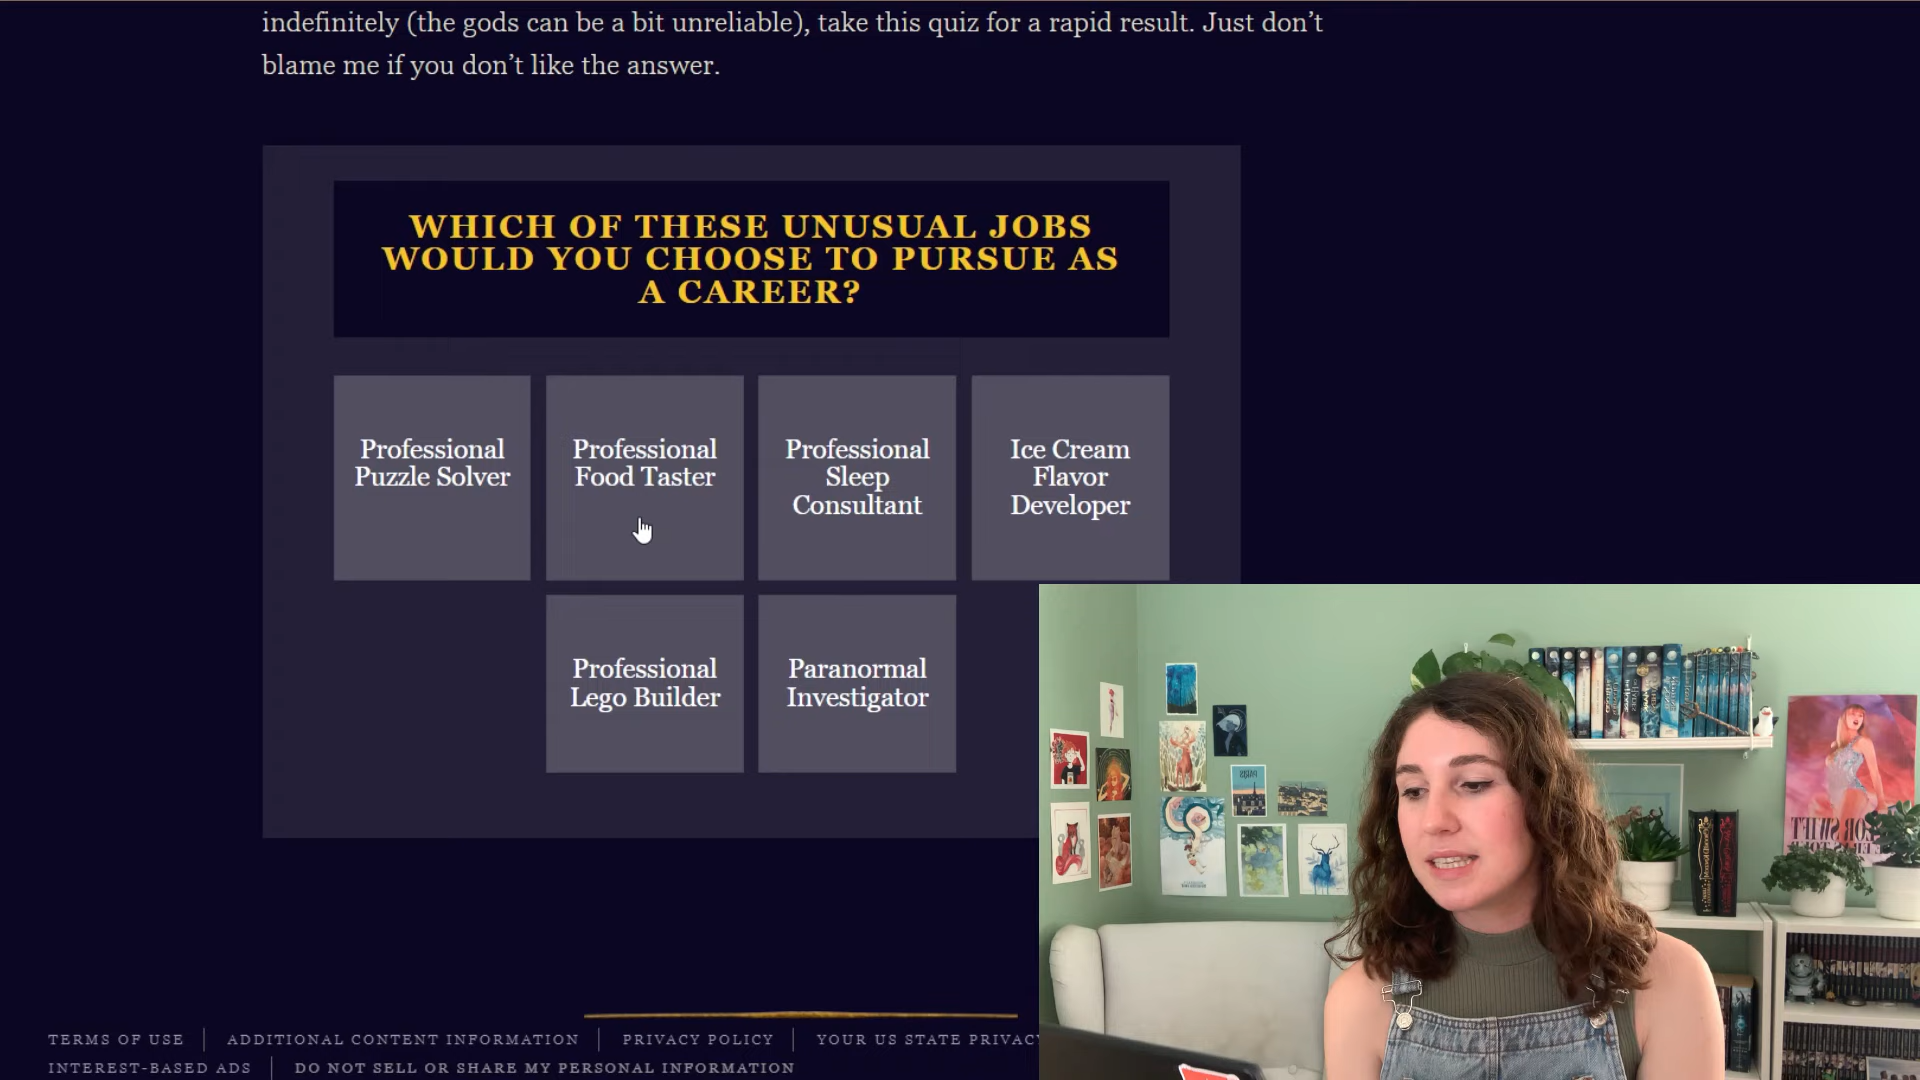 indefinitely (the gods can be a bit unreliable), take this quiz for a rapid result. Just don’t
blame me if you don’t like the answer.
WHICH OF THESE UNUSUAL JOBS
WOULD YOU CHOOSE TO PURSUE AS
A CAREER?
Professional
Puzzle Solver
Professional
Food Taster
Professional
Sleep
Consultant
Ice Cream
Flavor
Developer
Professional
Lego Builder
Paranormal
Investigator
PARIS
TERMS OF USE
ADDITIONAL CONTENT INFORMATION
PRIVACY POLICY
YOUR US STATE PRIVACY
INTEREST-BASED ADS
DO NOT SELL OR SHARE MY PERSONAL INFORMATION